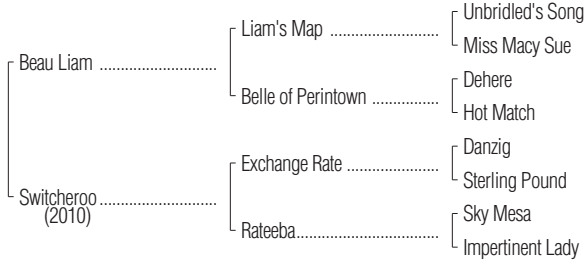 Unbridled's Song
Liam's Map ....................
Miss Macy Sue
Beau Liam ......................
Dehere
Belle of Perintown .............
Hot Match
Danzig
Exchange Rate .................
Sterling Pound
Switcheroo ......................
(2010)
Sky Mesa
Rateeba...........................
Impertinent Lady